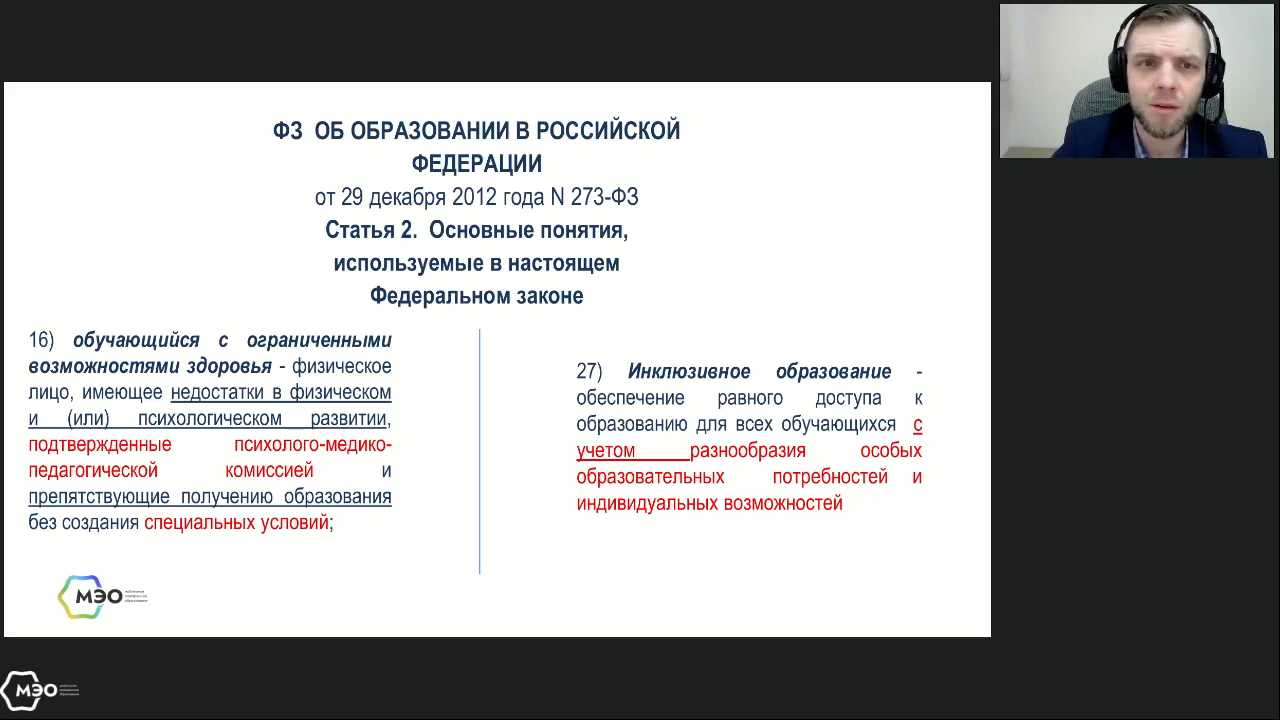 ФЗ ОБ ОБРАЗОВАНИИ В РОССИЙСКОЙ
ФЕДЕРАЦИИ
от 29 декабря 2012 года N 273-ФЗ
Статья 2. Основные понятия,
используемые в настоящем
Федеральном законе
16) обучающийся с ограниченными
возможностями здоровья - физическое
лицо, имеющее недостатки в физическом
и (или) психологическом развитии,
подтвержденные психолого-медико-
педагогической комиссией и
препятствующие получению образования
без создания специальных условий;
27) Инклюзивное образование -
обеспечение равного доступа к
образованию для всех обучающихся с
учетом разнообразия особых
образовательных потребностей и
индивидуальных возможностей
МЭО
МЭО